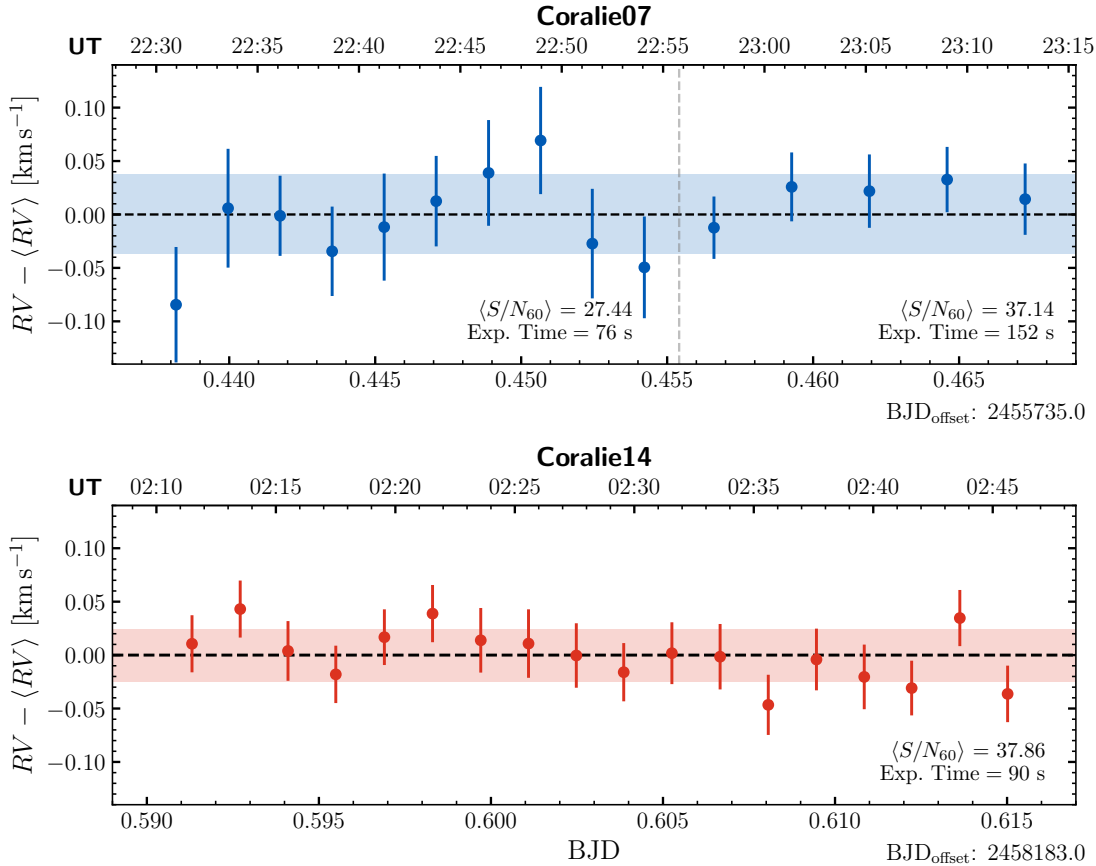 Coralie07
UT 22:30 22:35 22:40 22:45 22:50 22:55 23:00 23:05 23:10 23:15
RV − ⟨RV⟩ [km s⁻¹]
0.10
0.05
0.00
−0.05
−0.10
⟨S/N₆₀⟩ = 27.44
Exp. Time = 76 s
⟨S/N₆₀⟩ = 37.14
Exp. Time = 152 s
0.440 0.445 0.450 0.455 0.460 0.465
BJD_offset: 2455735.0
Coralie14
UT 02:10 02:15 02:20 02:25 02:30 02:35 02:40 02:45
RV − ⟨RV⟩ [km s⁻¹]
0.10
0.05
0.00
−0.05
−0.10
⟨S/N₆₀⟩ = 37.86
Exp. Time = 90 s
0.590 0.595 0.600 0.605 0.610 0.615
BJD
BJD_offset: 2458183.0